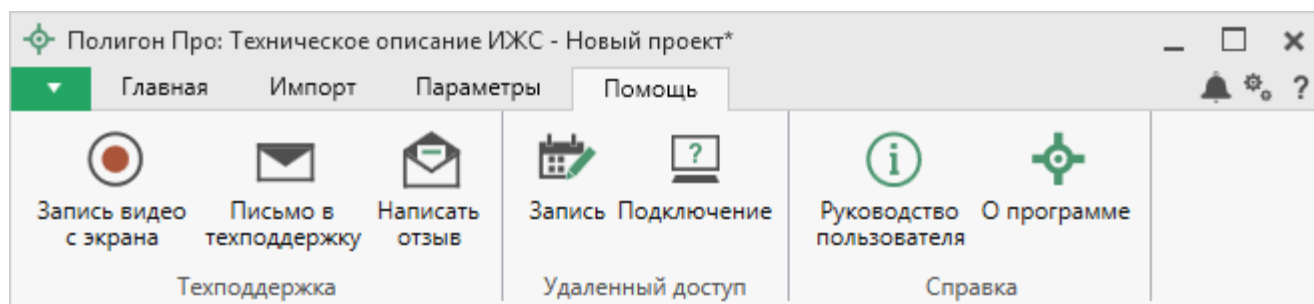 Полигон Про: Техническое описание ИЖС - Новый проект*
Главная Импорт Параметры Помощь ?
?
Запись видео с экрана
Письмо в техподдержку
Написать отзыв
Запись Подключение
Руководство пользователя
О программе
Техподдержка Удаленный доступ Справка